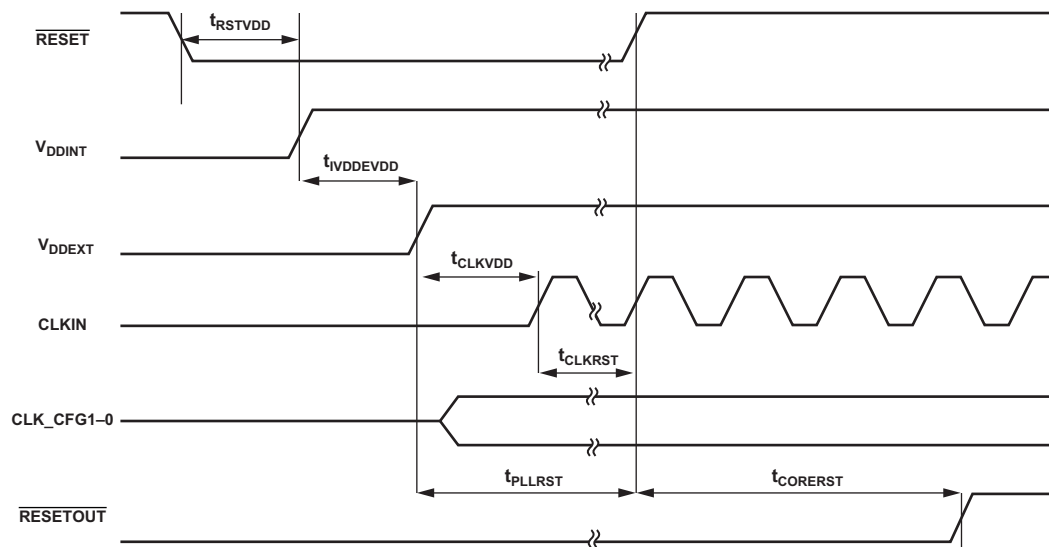 tRSTVDD
RESET
VDDINT
tIVDDEVDD
VDDEXT
tCLKVDD
CLKIN
tCLKRST
CLK_CFG1–0
tPLLRST
tCORERST
RESETOUT